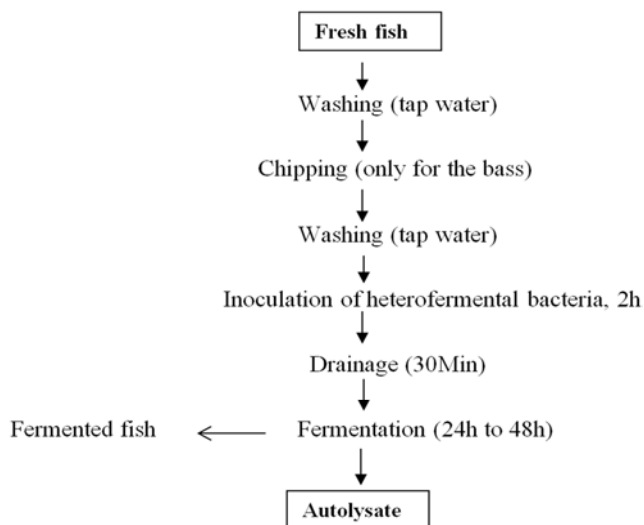 Fresh fish
Washing (tap water)
Chipping (only for the bass)
Washing (tap water)
Inoculation of heterofermental bacteria, 2h
Drainage (30Min)
Fermented fish
Fermentation (24h to 48h)
Autolysate